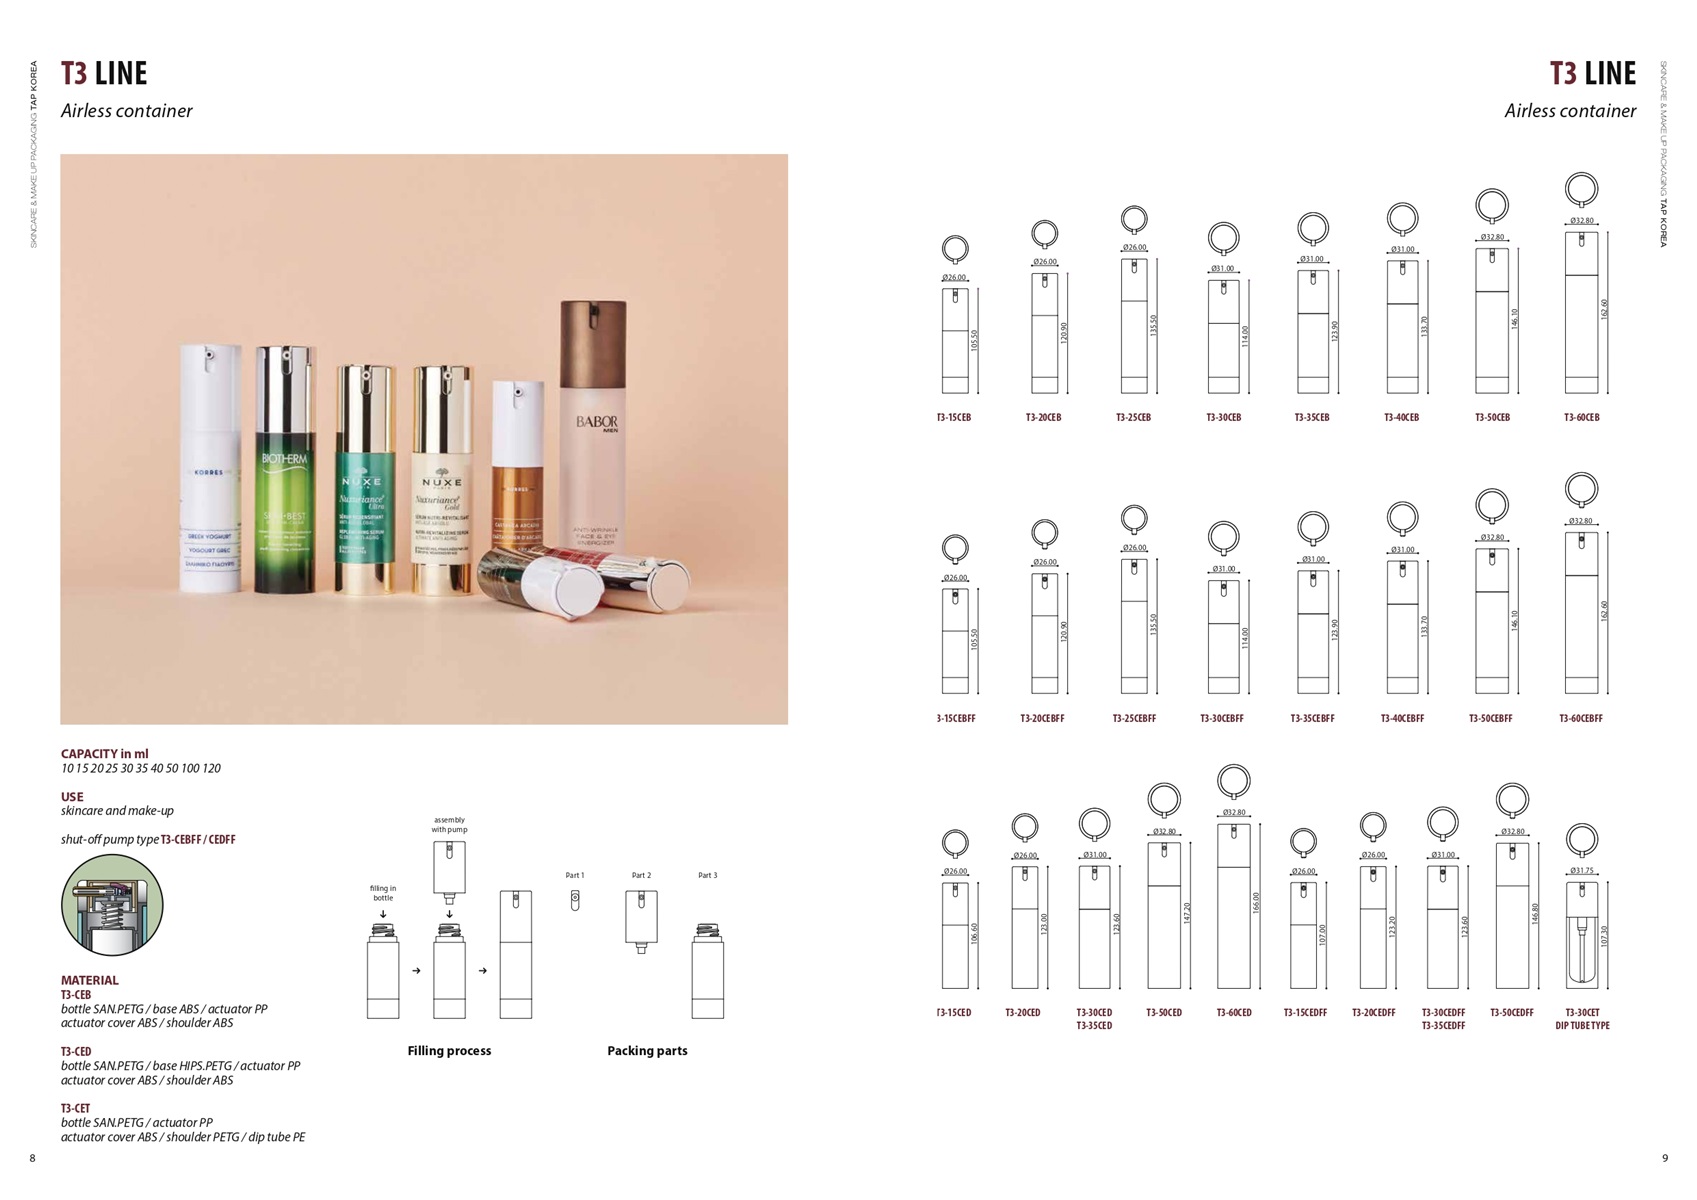 SKINCARE & MAKE UP PACKAGING TAP KOREA
T3 LINE
Airless container
KORRES
GREEK YOGHURT
YOGOURT GREC
BIOTHERM
SKIN·BEST
NUXE
PARIS
Nuxuriance
Ultra
NUXE
PARIS
Nuxuriance
Gold
KORRES
BABOR
MEN
ANTI-WRINKLE
FACE & EYE
ENERGIZER
CAPACITY in ml
10 15 20 25 30 35 40 50 100 120
USE
skincare and make-up
shut-off pump type T3-CEBFF / CEDFF
MATERIAL
T3-CEB
bottle SAN.PETG / base ABS / actuator PP
actuator cover ABS / shoulder ABS
T3-CED
bottle SAN.PETG / base HIPS.PETG / actuator PP
actuator cover ABS / shoulder ABS
T3-CET
bottle SAN.PETG / actuator PP
actuator cover ABS / shoulder PETG / dip tube PE
filling in
bottle
assembly
with pump
Filling process
Part 1
Part 2
Part 3
Packing parts
8
T3 LINE
Airless container
SKINCARE & MAKE UP PACKAGING TAP KOREA
Ø26.00 Ø26.00 Ø26.00 Ø31.00 Ø31.00 Ø31.00 Ø32.80 Ø32.80
105.50 120.90 135.50 114.00 123.90 133.70 146.10 162.60
T3-15CEB T3-20CEB T3-25CEB T3-30CEB T3-35CEB T3-40CEB T3-50CEB T3-60CEB
Ø26.00 Ø26.00 Ø26.00 Ø31.00 Ø31.00 Ø31.00 Ø32.80 Ø32.80
105.50 120.90 135.50 114.00 123.90 133.70 146.10 162.60
3-15CEBFF T3-20CEBFF T3-25CEBFF T3-30CEBFF T3-35CEBFF T3-40CEBFF T3-50CEBFF T3-60CEBFF
Ø26.00 Ø26.00 Ø31.00 Ø32.80 Ø32.80 Ø26.00 Ø26.00 Ø31.00 Ø32.80 Ø31.75
106.60 123.00 123.60 147.20 166.00 107.00 123.20 123.60 146.80 107.30
T3-15CED T3-20CED T3-30CED T3-50CED T3-60CED T3-15CEDFF T3-20CEDFF T3-30CEDFF T3-50CEDFF T3-30CET
T3-35CED T3-35CEDFF DIP TUBE TYPE
9